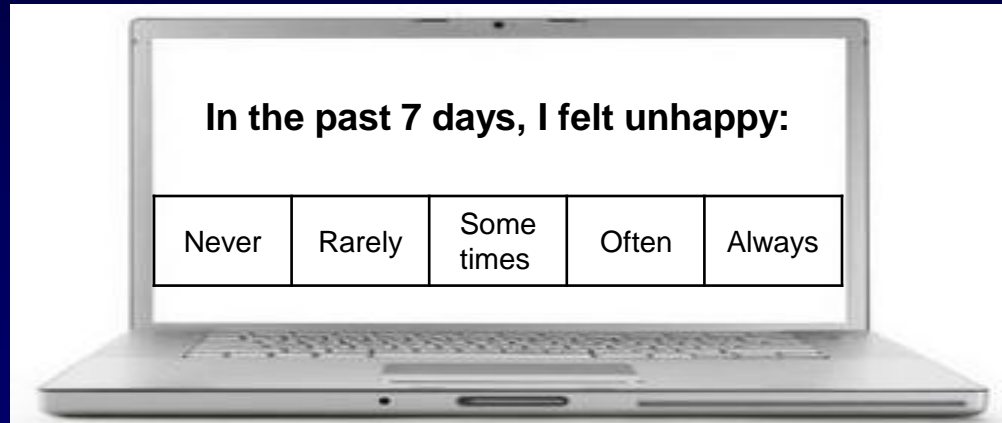 In the past 7 days, I felt unhappy:
Never Rarely Some times Often Always